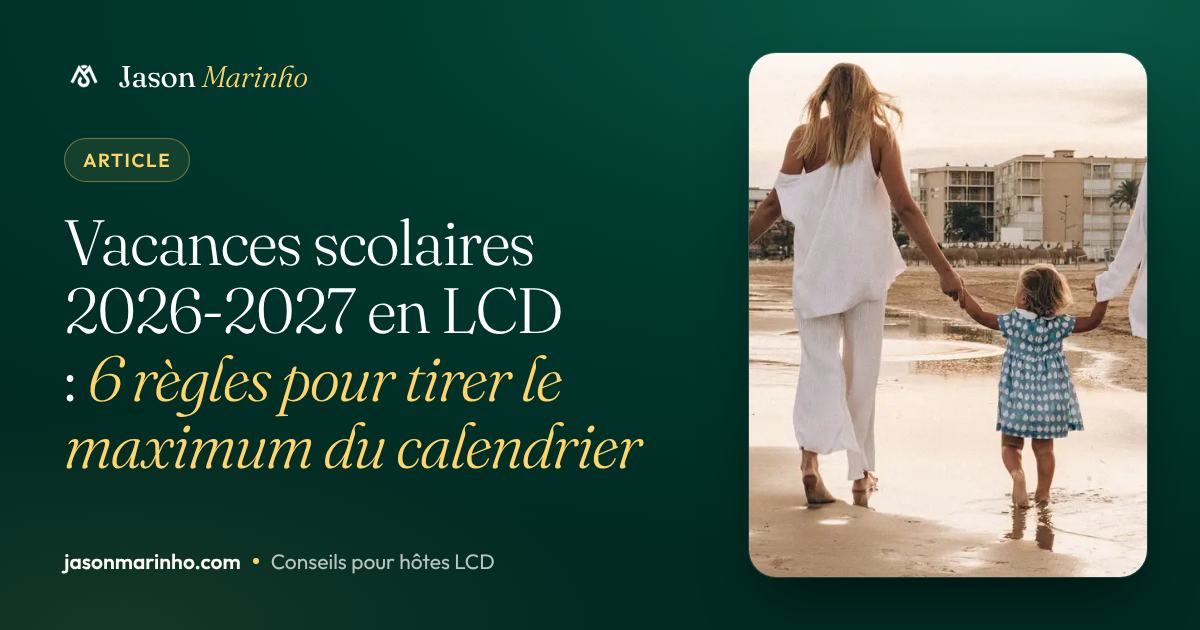 Jason Marinho
ARTICLE
Vacances scolaires
2026-2027 en LCD
: 6 règles pour tirer le
maximum du calendrier
jasonmarinho.com • Conseils pour hôtes LCD